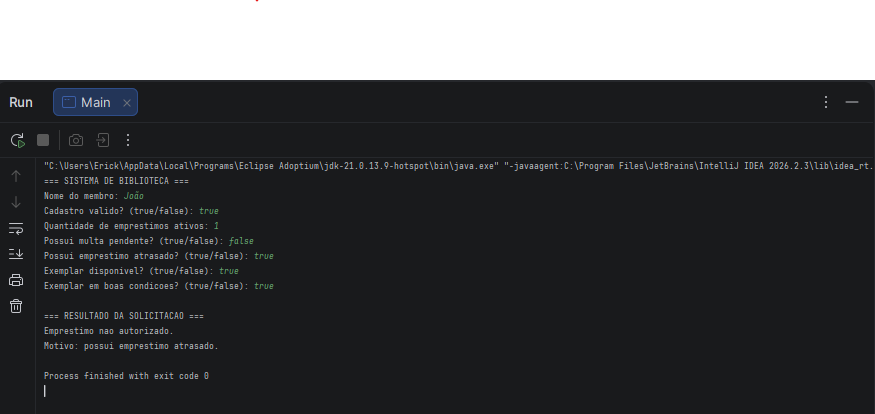 Run Main
"C:\Users\Erick\AppData\Local\Programs\Eclipse Adoptium\jdk-21.0.13.9-hotspot\bin\java.exe" "-javaagent:C:\Program Files\JetBrains\IntelliJ IDEA 2026.2.3\lib\idea_rt.
=== SISTEMA DE BIBLIOTECA ===
Nome do membro: João
Cadastro valido? (true/false): true
Quantidade de emprestimos ativos: 1
Possui multa pendente? (true/false): false
Possui emprestimo atrasado? (true/false): true
Exemplar disponivel? (true/false): true
Exemplar em boas condicoes? (true/false): true
=== RESULTADO DA SOLICITACAO ===
Emprestimo nao autorizado.
Motivo: possui emprestimo atrasado.
Process finished with exit code 0